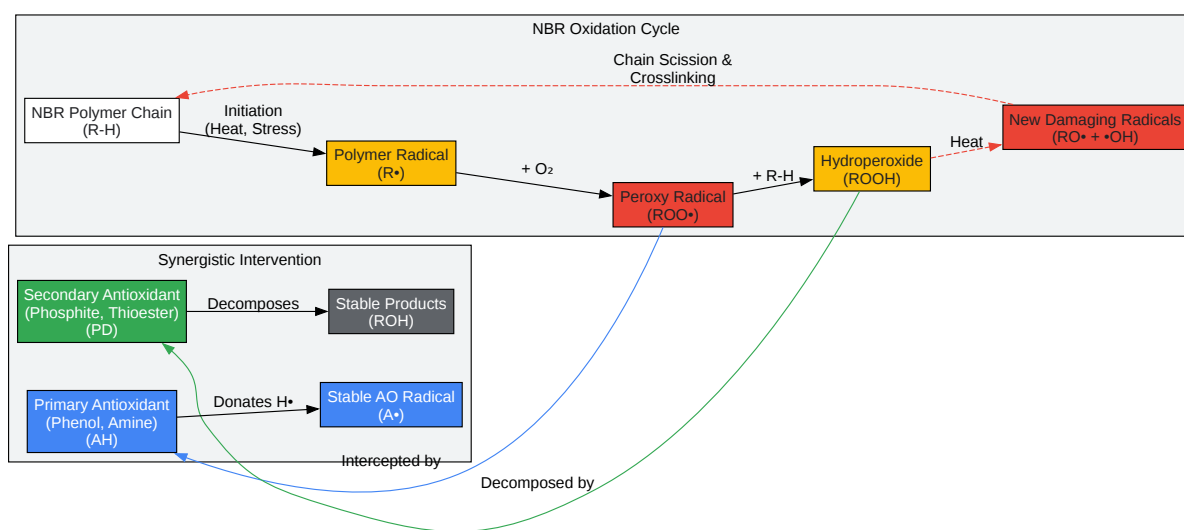 NBR Oxidation Cycle
Chain Scission &
Crosslinking
NBR Polymer Chain
(R-H)
Initiation
(Heat, Stress)
Polymer Radical
(R•)
+ O₂
Peroxy Radical
(ROO•)
+ R-H
Hydroperoxide
(ROOH)
Heat
New Damaging Radicals
(RO• + •OH)
Synergistic Intervention
Secondary Antioxidant
(Phosphite, Thioester)
(PD)
Decomposes
Stable Products
(ROH)
Primary Antioxidant
(Phenol, Amine)
(AH)
Donates H•
Stable AO Radical
(A•)
Intercepted by
Decomposed by